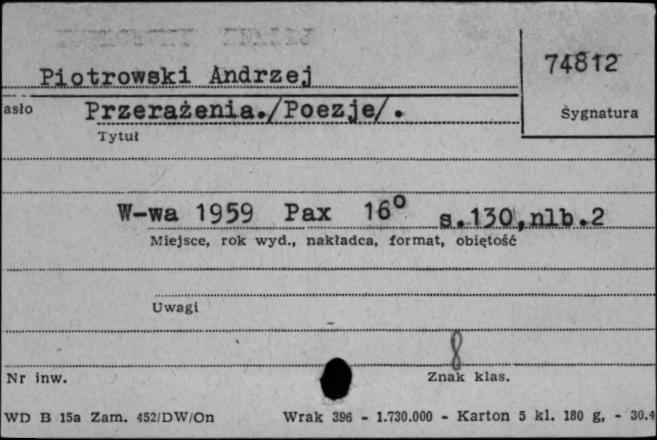 74812
Piotrowski Andrzej
asło Przerażenia./Poezje/.
Sygnatura
Tytuł
W-wa 1959 Pax 16° s.130,nlb.2
Miejsce, rok wyd., nakładca, format, obiętość
Uwagi
8
Nr inw. Znak klas.
WD B 15a Zam. 452/DW/On Wrak 396 - 1.730.000 - Karton 5 kl. 180 g, - 30.4